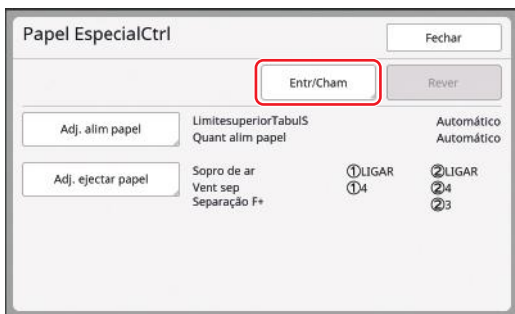 Papel EspecialCtrl
Fechar
Entr/Cham
Rever
Adj. alim papel
LimitesuperiorTabulS Automático
Quant alim papel Automático
Adj. ejectar papel
Sopro de ar ①LIGAR ②LIGAR
Vent sep ①4 ②4
Separação F+ ②3